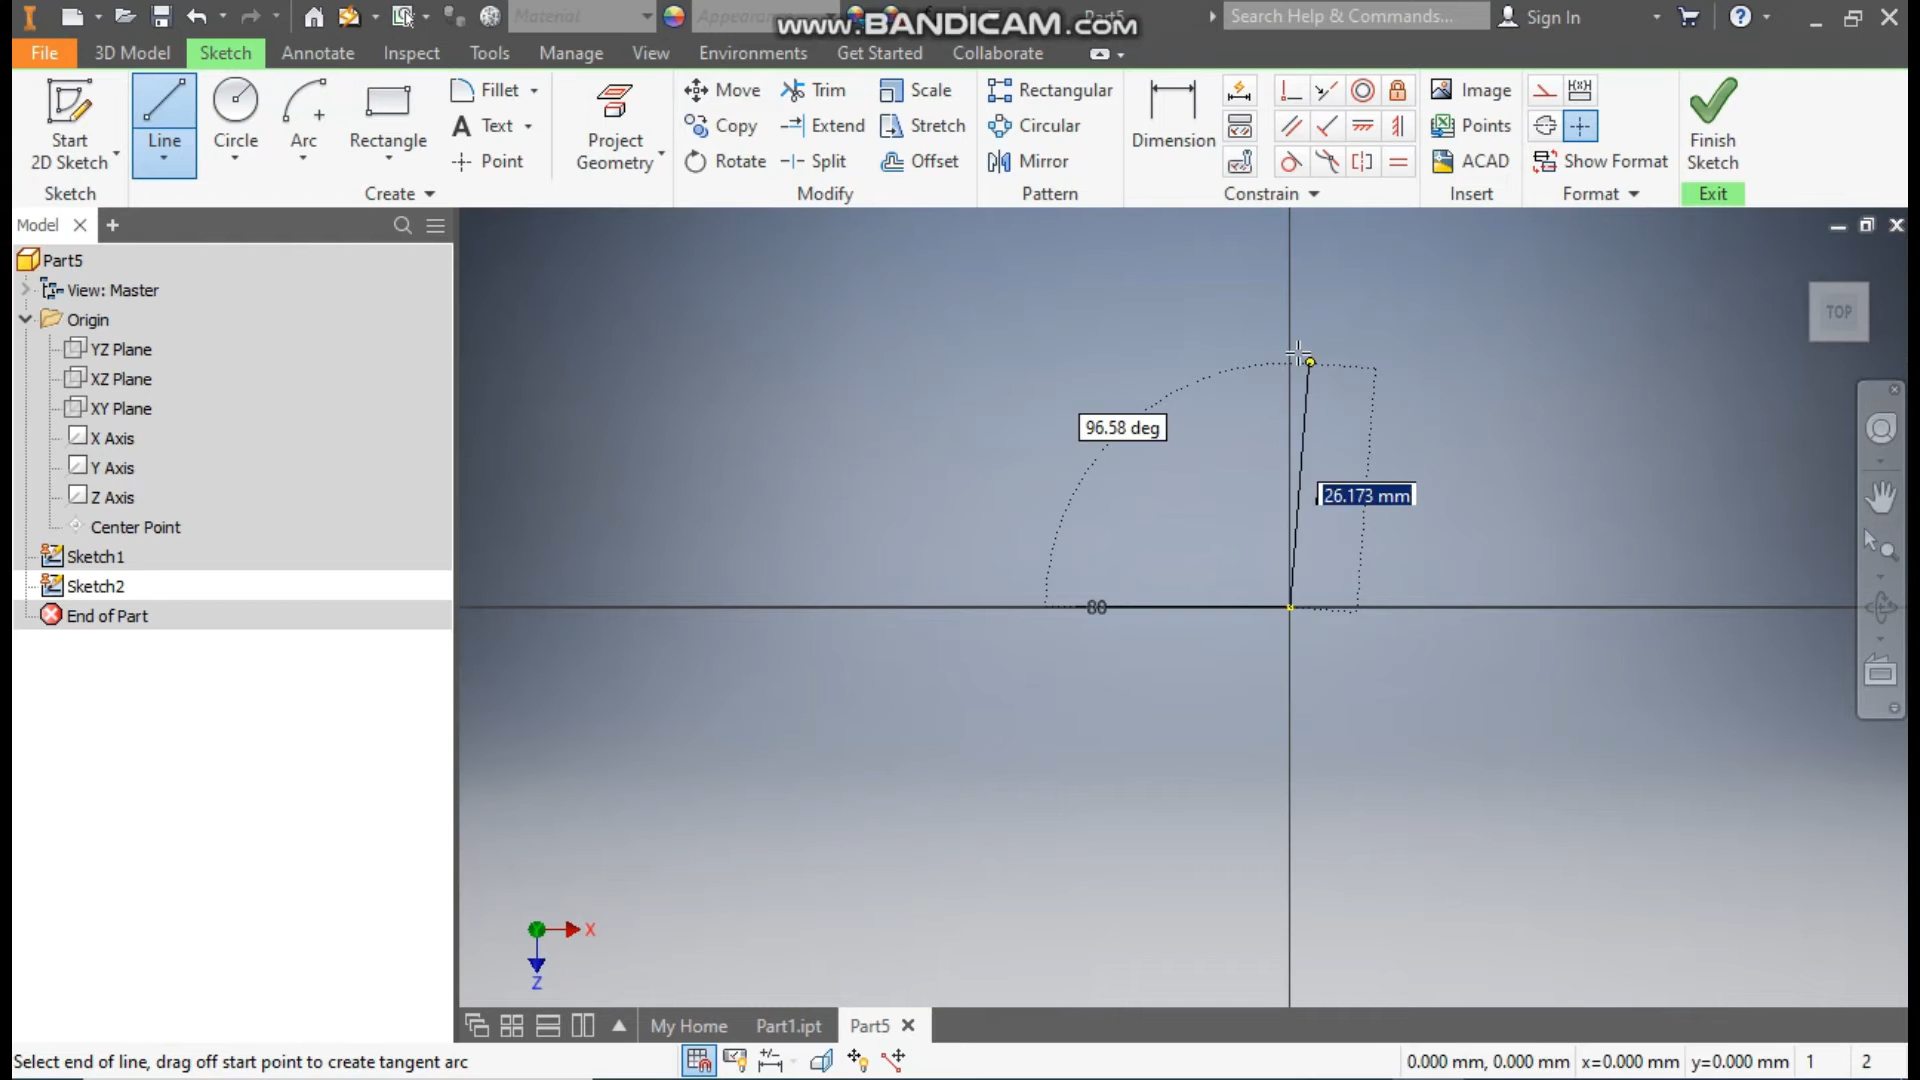 Material
Appearance
www.BANDICAM.com
Part5
Search Help & Commands...
Sign In
File
3D Model
Sketch
Annotate
Inspect
Tools
Manage
View
Environments
Get Started
Collaborate
Start
2D Sketch
Line
Circle
Arc
Rectangle
Fillet
Text
Point
Project
Geometry
Move
Copy
Rotate
Trim
Extend
Split
Scale
Stretch
Offset
Rectangular
Circular
Mirror
Dimension
Image
Points
ACAD
Show Format
Finish
Sketch
Sketch
Create
Modify
Pattern
Constrain
Insert
Format
Exit
Model
Part5
View: Master
Origin
YZ Plane
XZ Plane
XY Plane
X Axis
Y Axis
Z Axis
Center Point
Sketch1
Sketch2
End of Part
TOP
96.58 deg
26.173 mm
80
X
Z
My Home
Part1.ipt
Part5
Select end of line, drag off start point to create tangent arc
0.000 mm, 0.000 mm
x=0.000 mm
y=0.000 mm
1
2